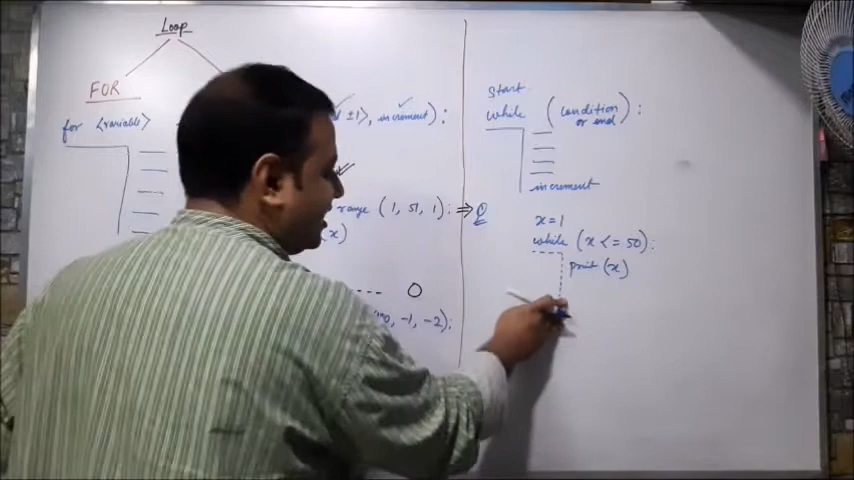 Loop
FOR
for <variable>
±1>, increment):
range (1, 51, 1): ⇒
(x)
O
, -1, -2):
Start
while (condition or end):
increment
x=1
while (x <= 50):
print (x)